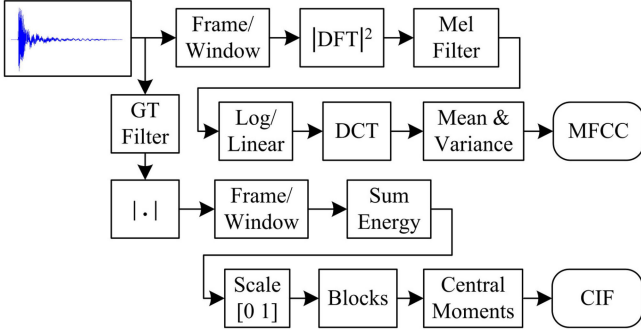 Frame/
Window
|DFT|²
Mel
Filter
GT
Filter
Log/
Linear
DCT
Mean &
Variance
MFCC
|.|
Frame/
Window
Sum
Energy
Scale
[0 1]
Blocks
Central
Moments
CIF